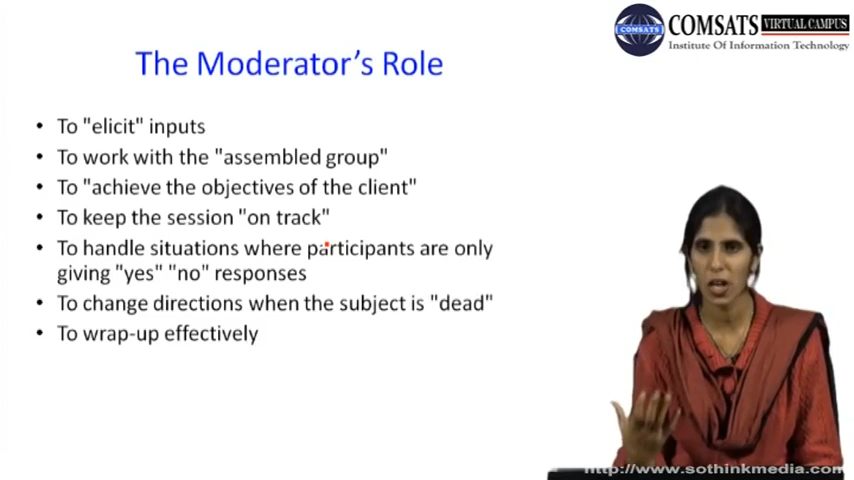 COMSATS
COMSATS VIRTUAL CAMPUS
Institute Of Information Technology
The Moderator's Role
• To "elicit" inputs
• To work with the "assembled group"
• To "achieve the objectives of the client"
• To keep the session "on track"
• To handle situations where participants are only
giving "yes" "no" responses
• To change directions when the subject is "dead"
• To wrap-up effectively
http://www.sothinkmedia.com